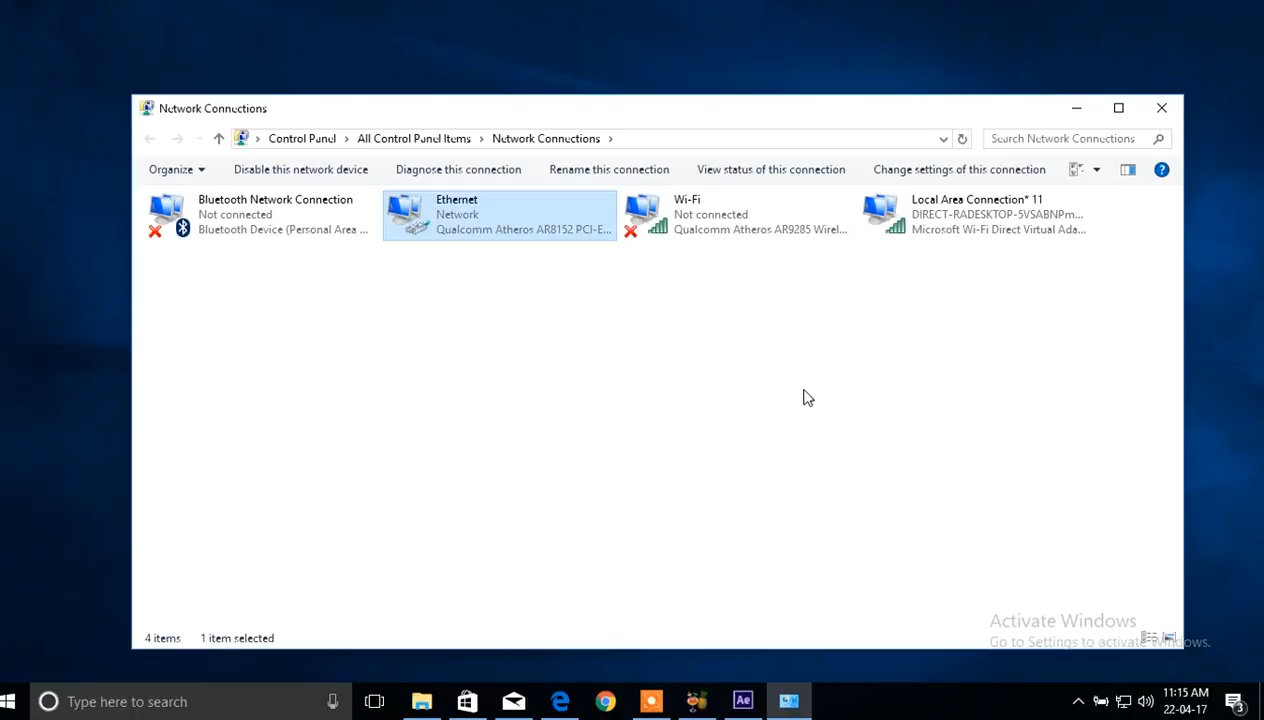 Network Connections
Control Panel > All Control Panel Items > Network Connections >
Search Network Connections
Organize
Disable this network device
Diagnose this connection
Rename this connection
View status of this connection
Change settings of this connection
Bluetooth Network Connection
Not connected
Bluetooth Device (Personal Area ...
Ethernet
Network
Qualcomm Atheros AR8152 PCI-E...
Wi-Fi
Not connected
Qualcomm Atheros AR9285 Wirel...
Local Area Connection* 11
DIRECT-RADESKTOP-5VSABNPm...
Microsoft Wi-Fi Direct Virtual Ada...
4 items
1 item selected
Activate Windows
Go to Settings to activate Windows.
Type here to search
Ae
11:15 AM
22-04-17
3